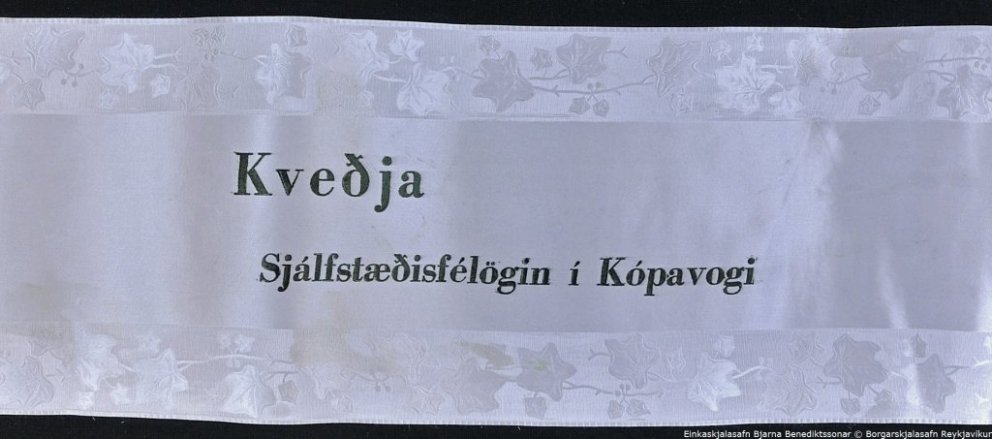 Kveðja
Sjálfstæðisfélögin í Kópavogi
Einkaskjalasafn Bjarna Benediktssonar © Borgarskjalasafn Reykjavíkur